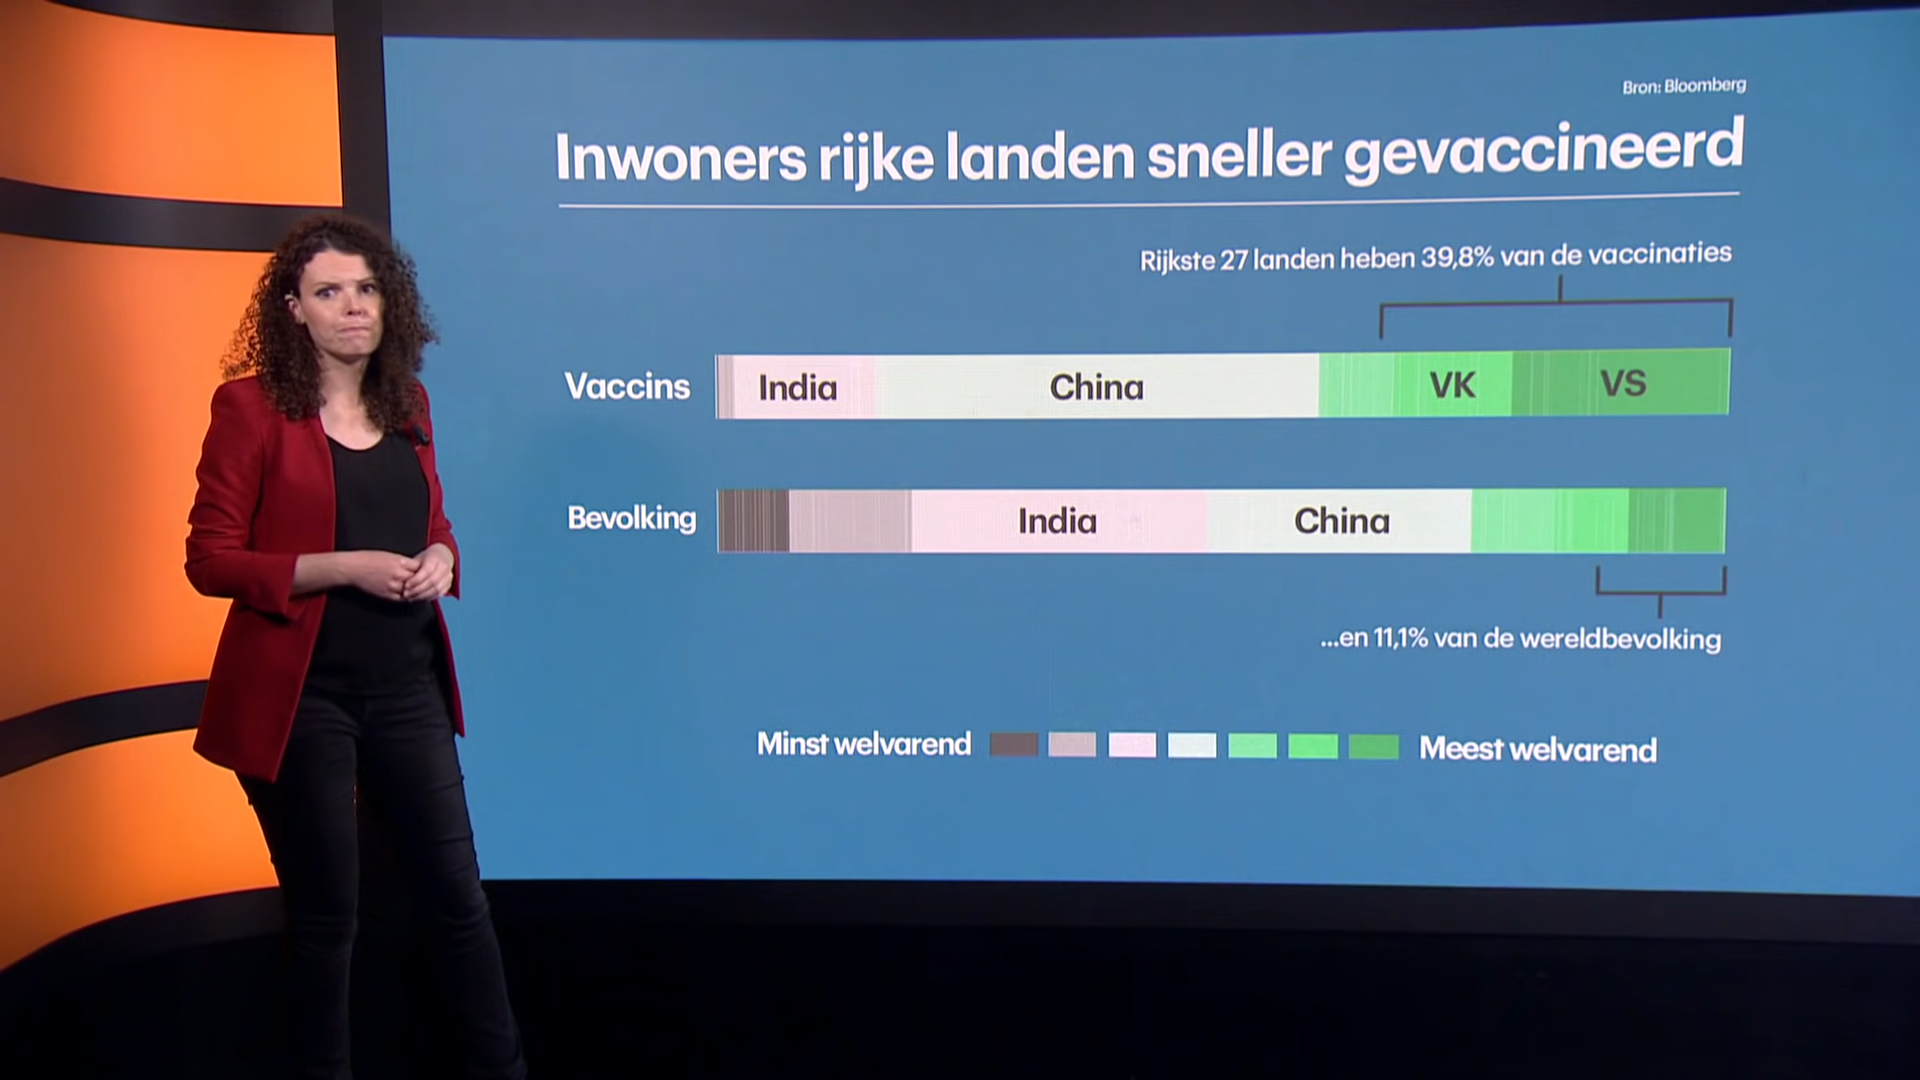 Bron: Bloomberg
Inwoners rijke landen sneller gevaccineerd
Rijkste 27 landen heben 39,8% van de vaccinaties
Vaccins India China VK VS
Bevolking India China
...en 11,1% van de wereldbevolking
Minst welvarend Meest welvarend